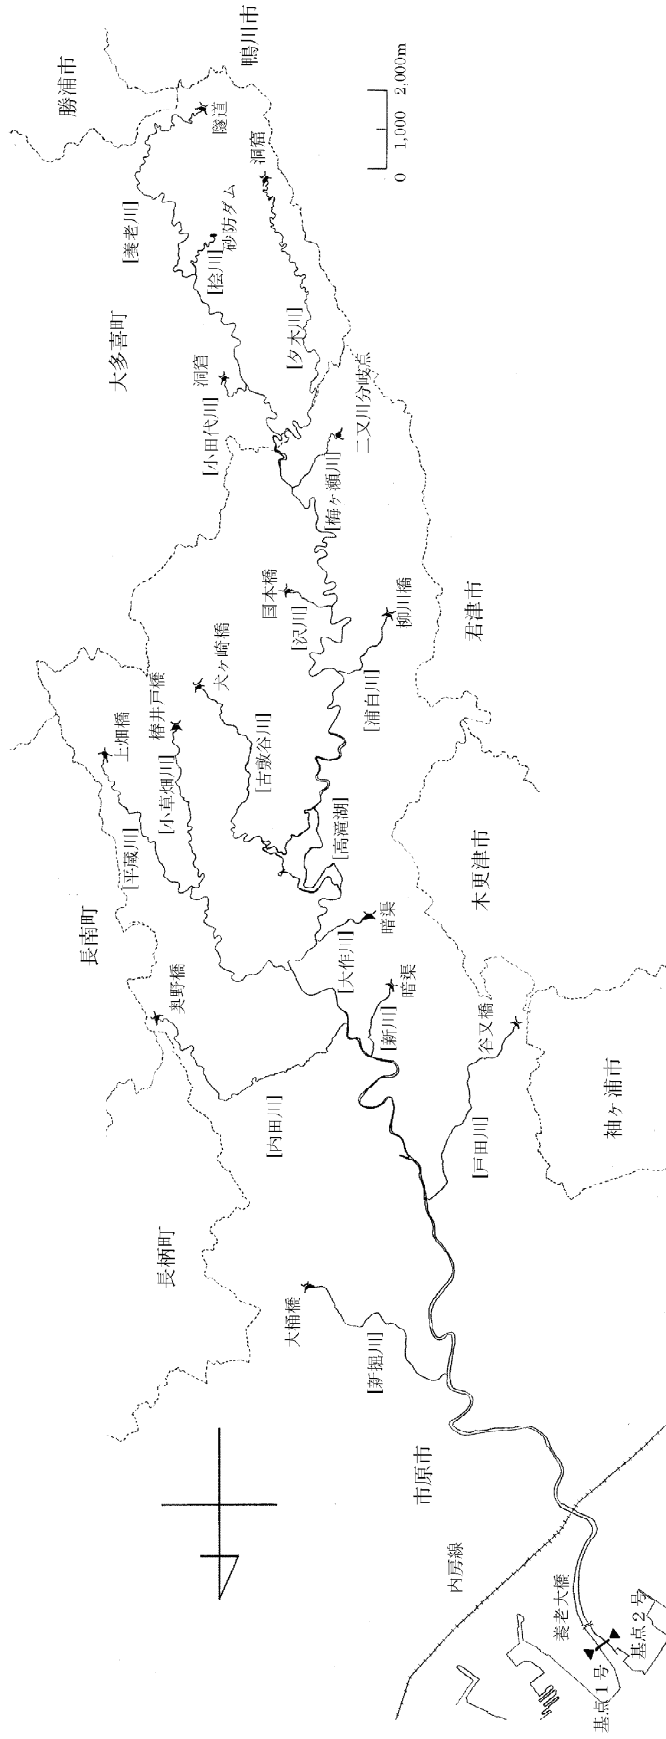 勝浦市
鴨川市
隧道
洞窟
[養老川]
砂防ダム
[桧川]
0 1,000 2,000m
大多喜町
[夕木川]
洞窟
[小田代川]
二又川分岐点
[梅ヶ瀬川]
国本橋
[沢川]
柳川橋
君津市
[浦白川]
大ヶ崎橋
椿井戸橋
上畑橋
[古敷谷川]
[小草畑川]
[平蔵川]
[高滝湖]
木更津市
長南町
奥野橋
暗渠
[大作川]
暗渠
[新川]
谷又橋
[内田川]
[戸田川]
袖ヶ浦市
長柄町
大桶橋
[新堀川]
市原市
内房線
養老大橋
基点1号
基点2号